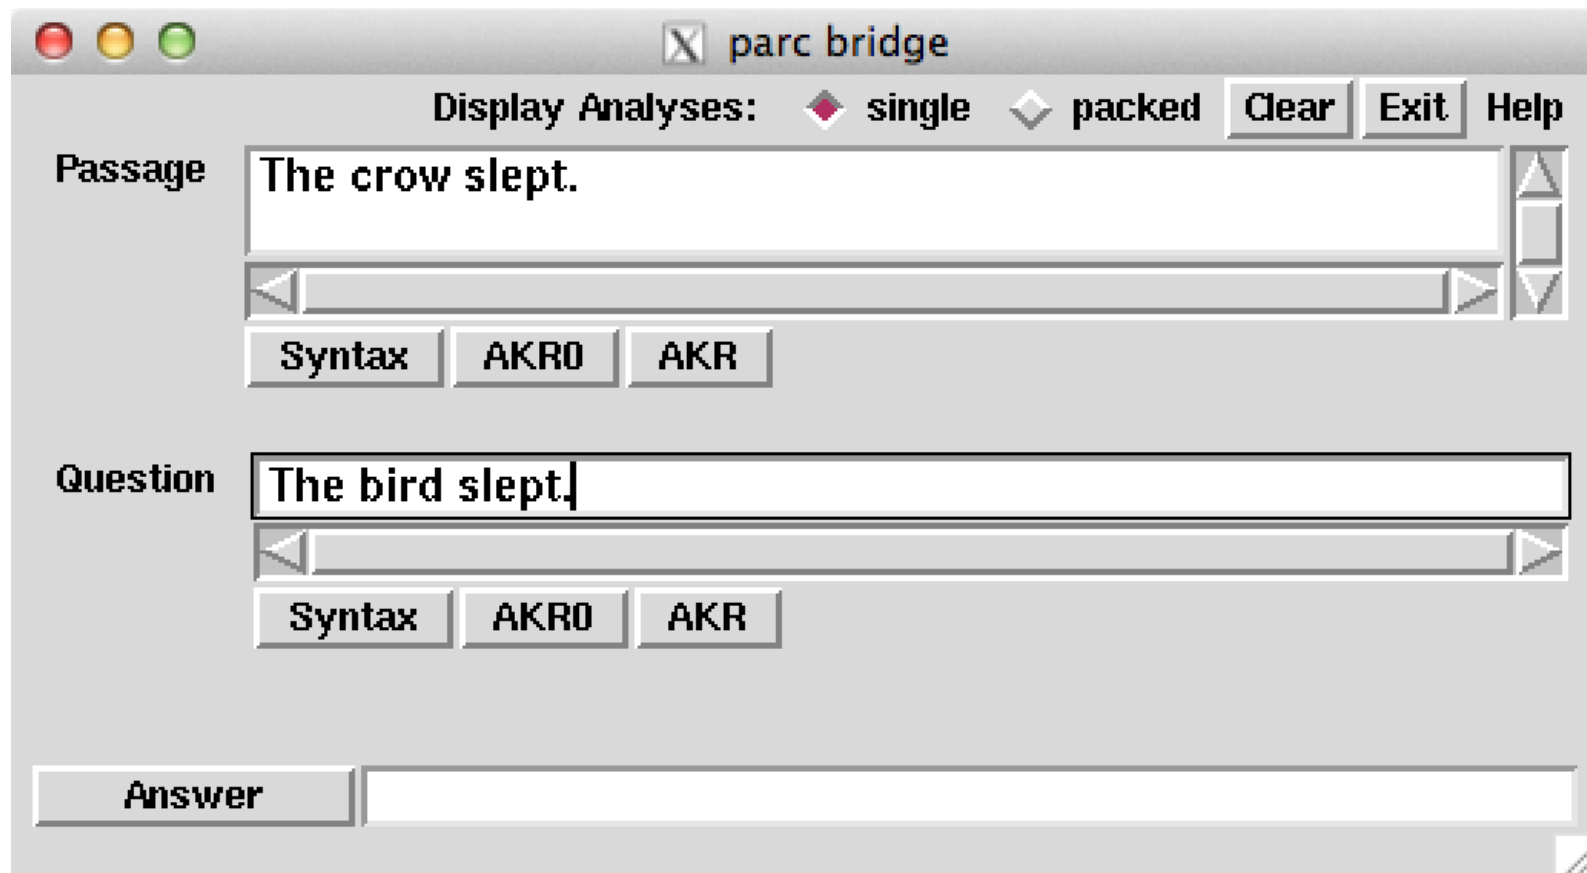 parc bridge
Display Analyses: single packed Clear Exit Help
Passage The crow slept.
Syntax AKR0 AKR
Question The bird slept.
Syntax AKR0 AKR
Answer